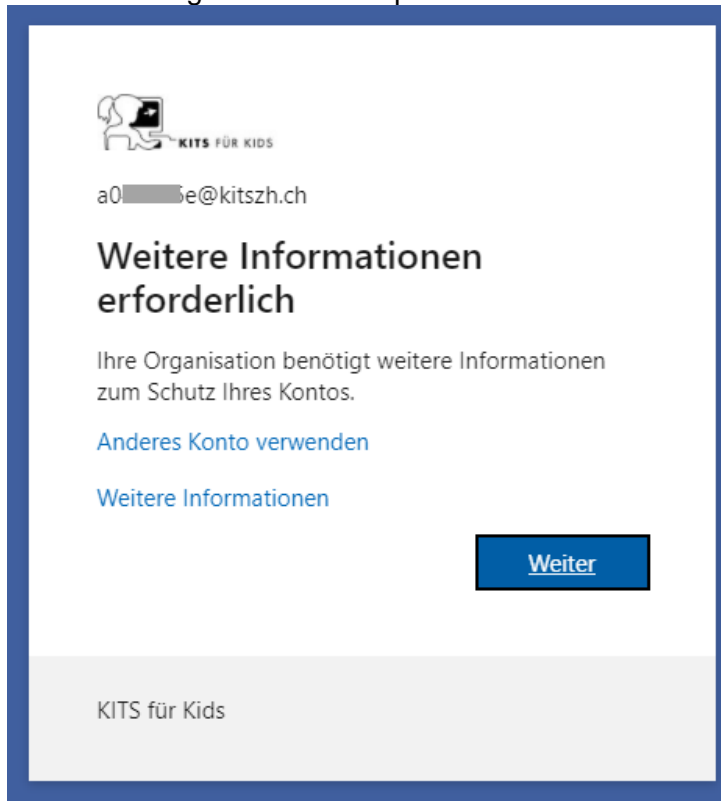 KITS FÜR KIDS
a0 5e@kitszh.ch
Weitere Informationen
erforderlich
Ihre Organisation benötigt weitere Informationen
zum Schutz Ihres Kontos.
Anderes Konto verwenden
Weitere Informationen
Weiter
KITS für Kids